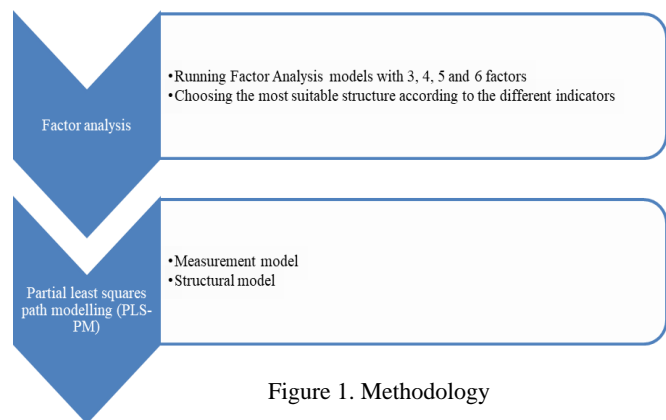 •Running Factor Analysis models with 3, 4, 5 and 6 factors
•Choosing the most suitable structure according to the different indicators
Factor analysis
•Measurement model
•Structural model
Partial least squares
path modelling (PLS-
PM)
Figure 1. Methodology